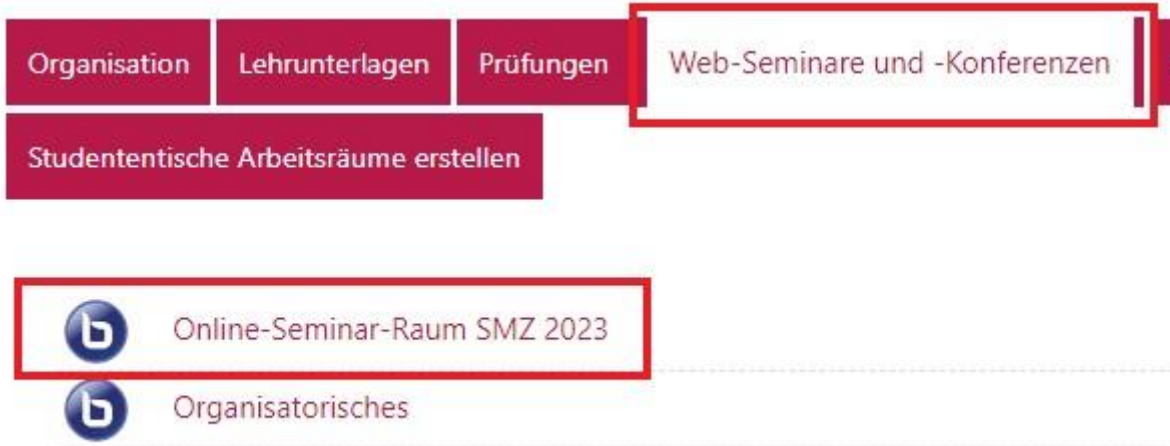 Organisation Lehrunterlagen Prüfungen Web-Seminare und -Konferenzen
Studententische Arbeitsräume erstellen
b Online-Seminar-Raum SMZ 2023
b Organisatorisches